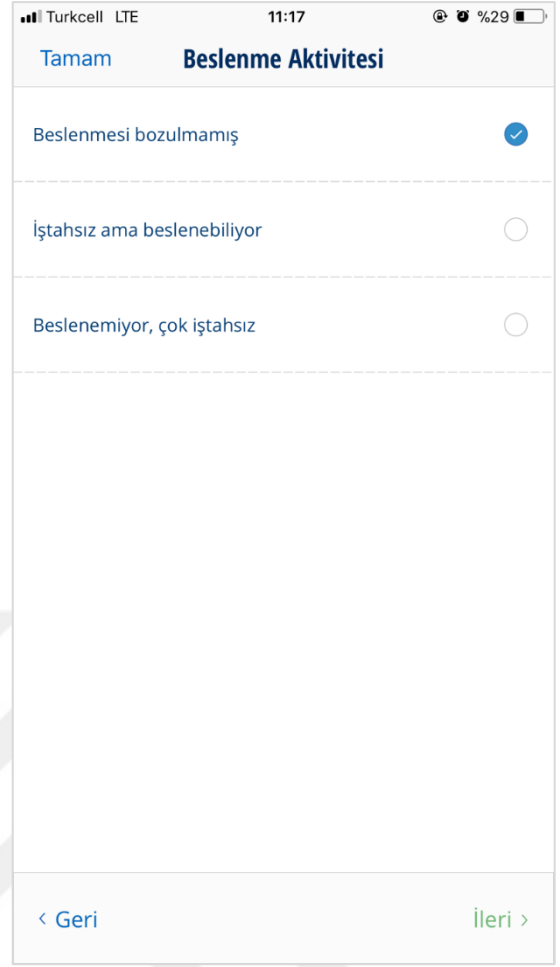 Turkcell LTE 11:17 %29
Tamam Beslenme Aktivitesi
Beslenmesi bozulmamış
İştahsız ama beslenebiliyor
Beslenemiyor, çok iştahsız
‹ Geri İleri ›